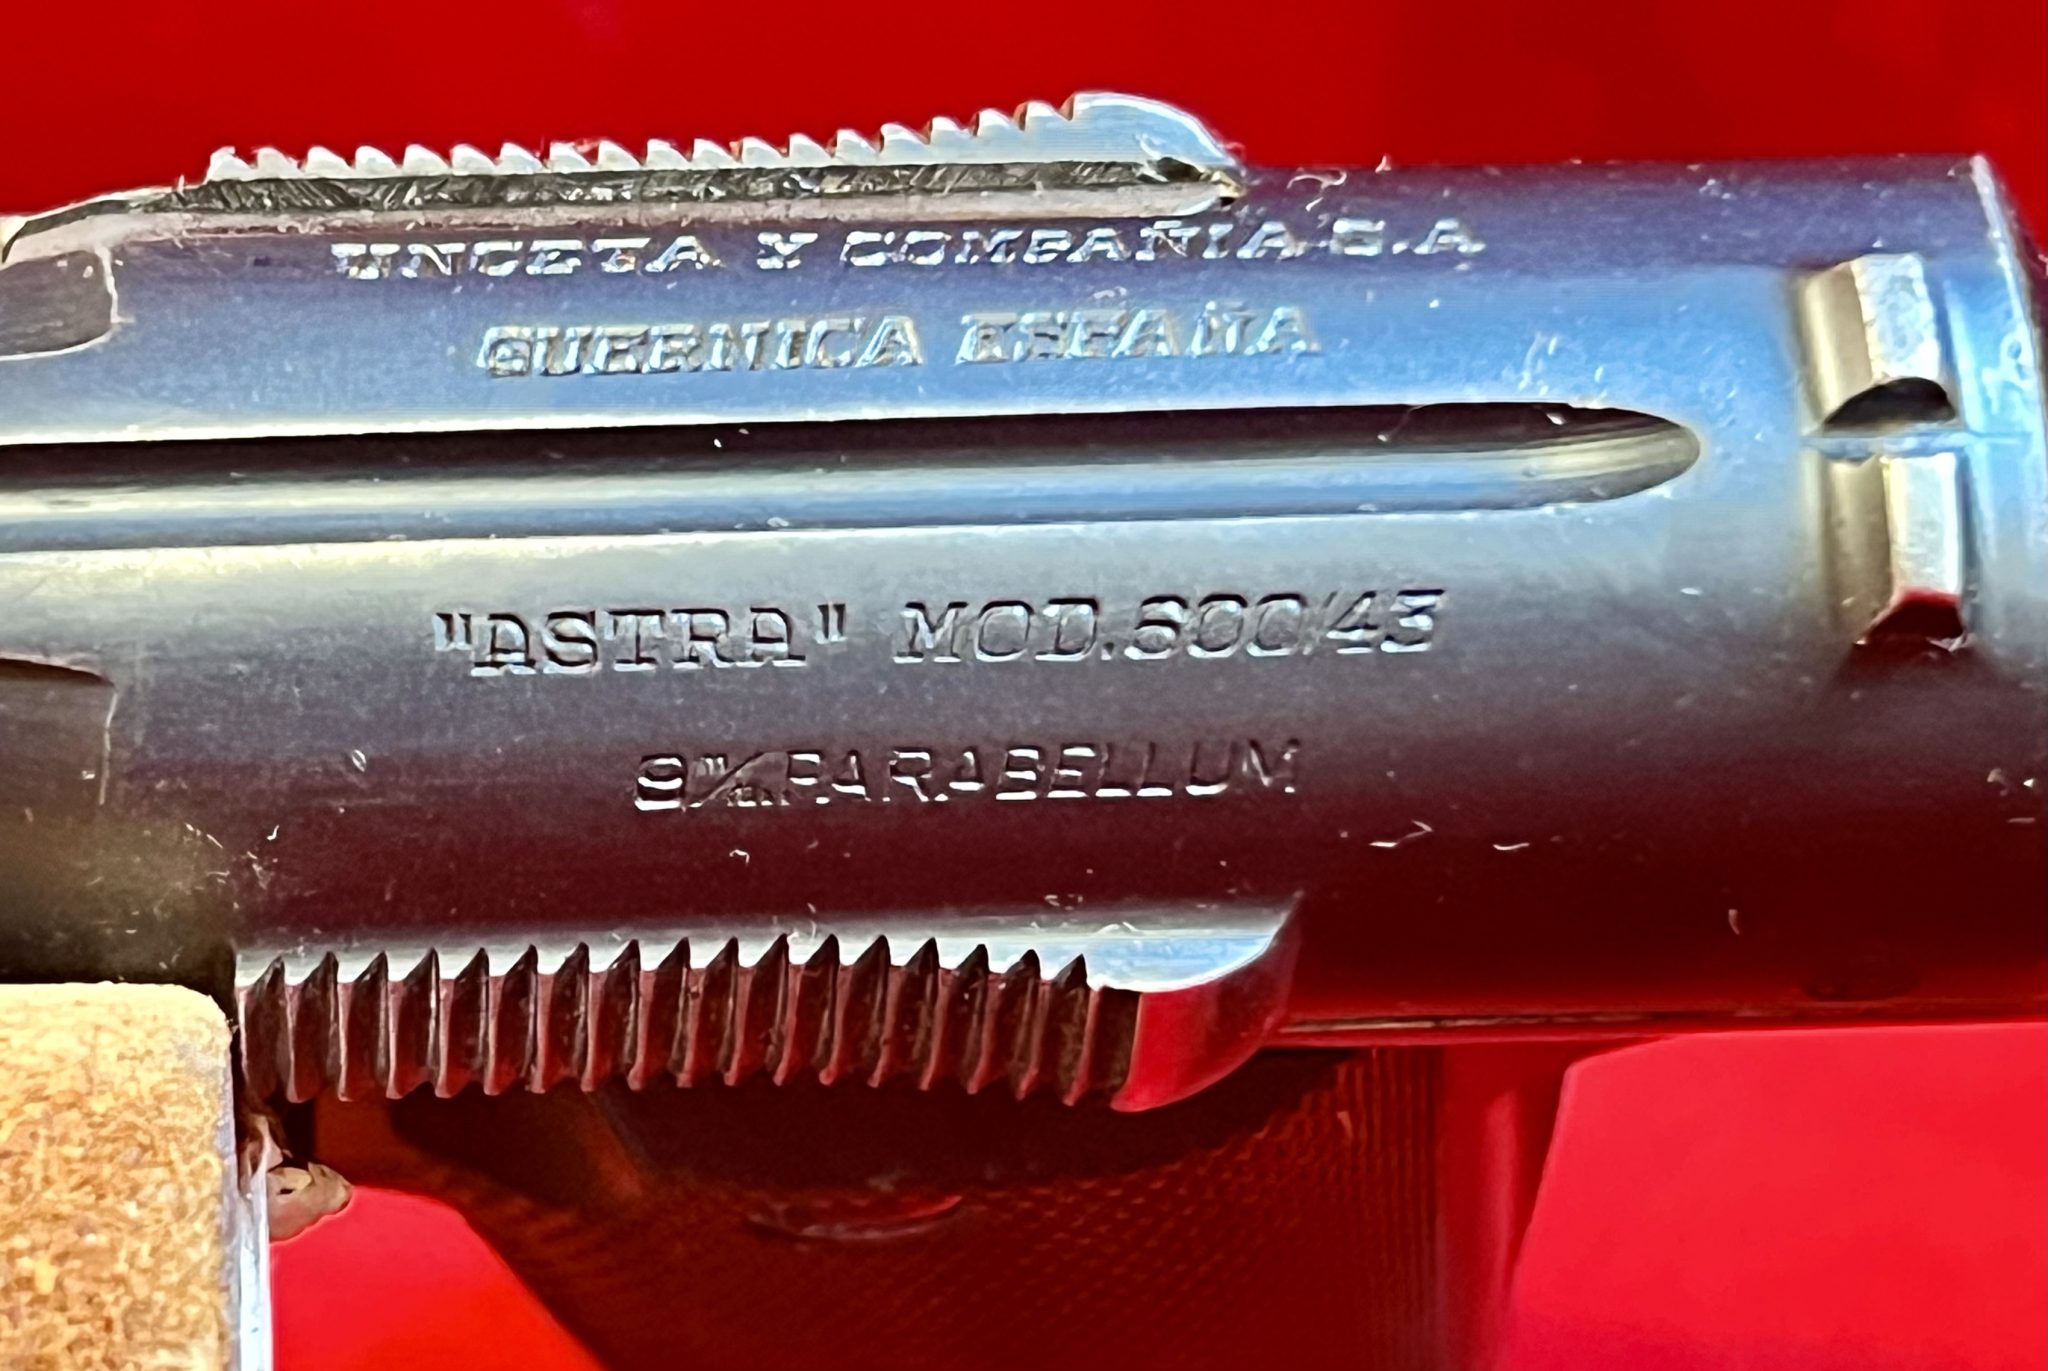 UNCETA Y COMPAÑIA S.A.
GUERNICA ESPAÑA
"ASTRA" MOD.600/43
9m/m.PARABELLUM